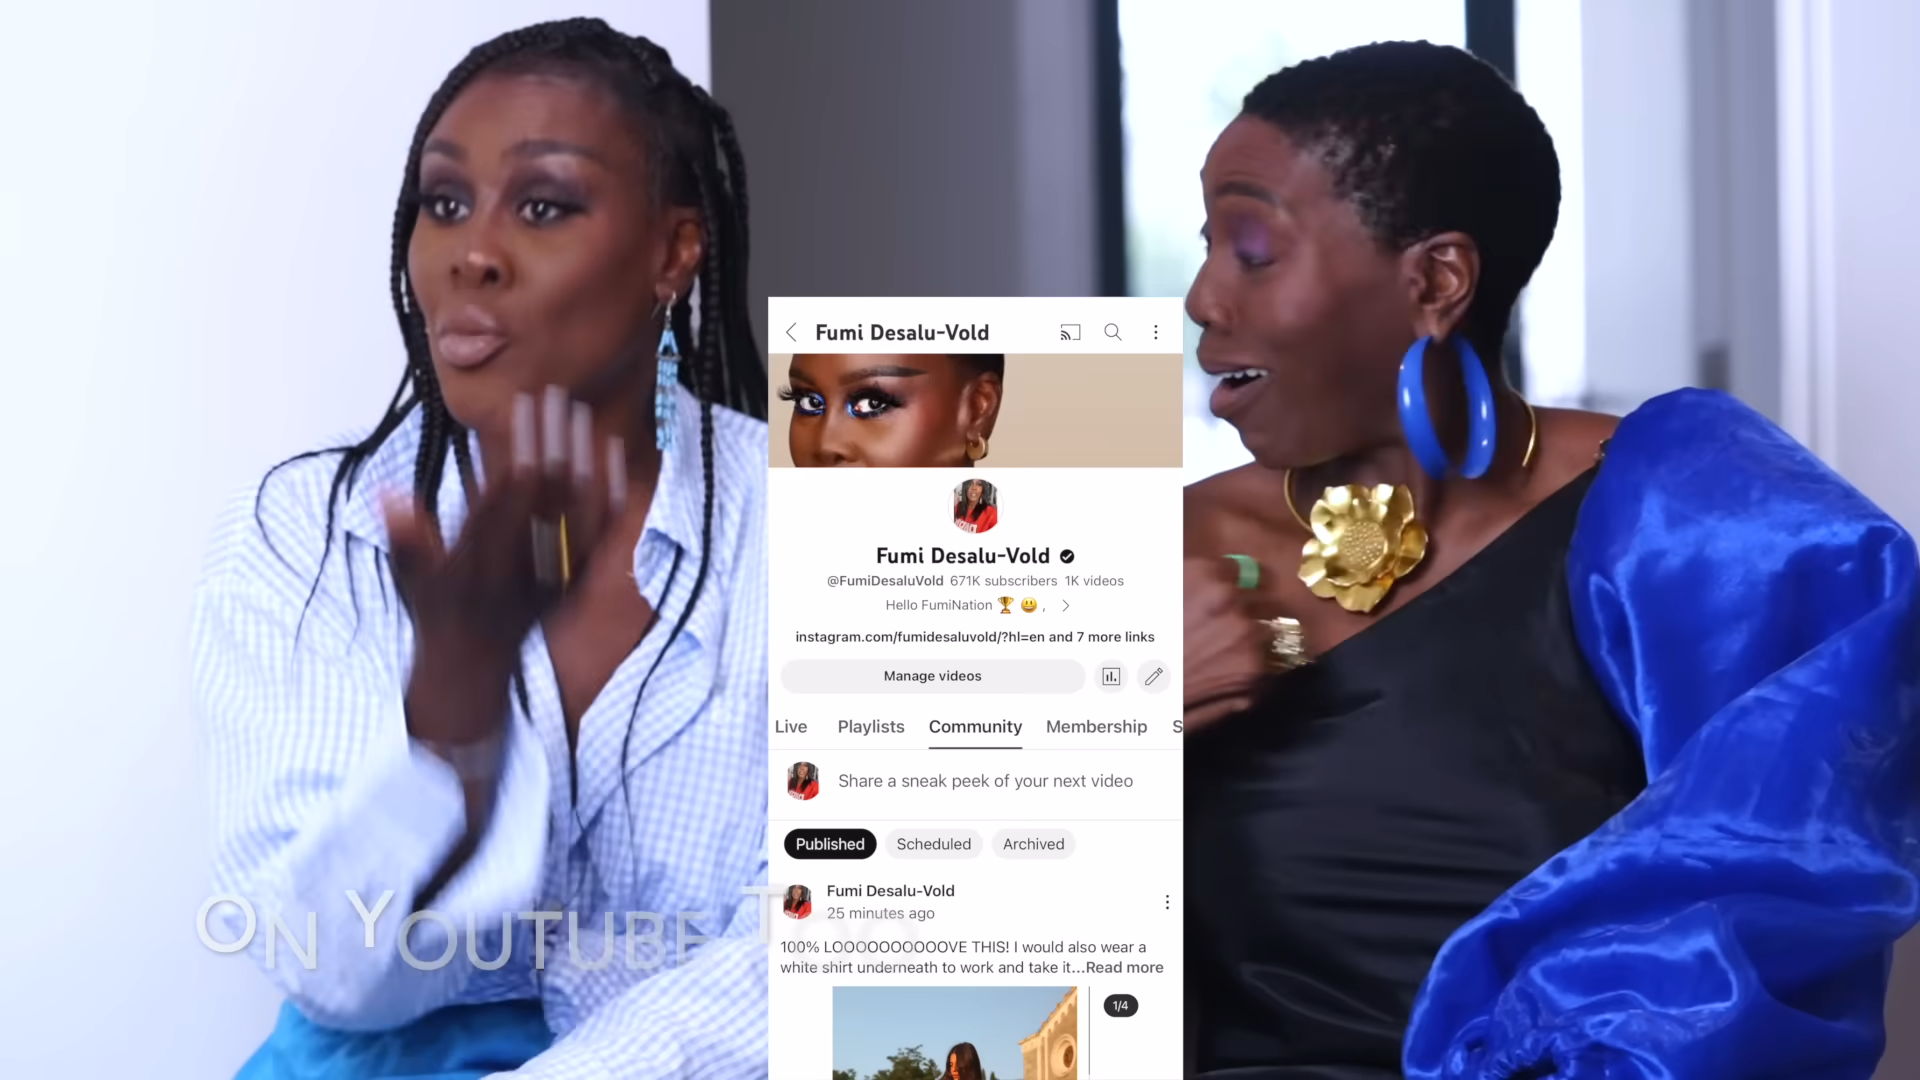 Fumi Desalu-Vold
Fumi Desalu-Vold
@FumiDesaluVold 671K subscribers 1K videos
Hello FumiNation 🏆 😃 ,
instagram.com/fumidesaluvold/?hl=en and 7 more links
Manage videos
Live Playlists Community Membership S
Share a sneak peek of your next video
Published Scheduled Archived
Fumi Desalu-Vold
25 minutes ago
100% LOOOOOOOOOOVE THIS! I would also wear a
white shirt underneath to work and take it...Read more
1/4
ON YOUTUBE TOO